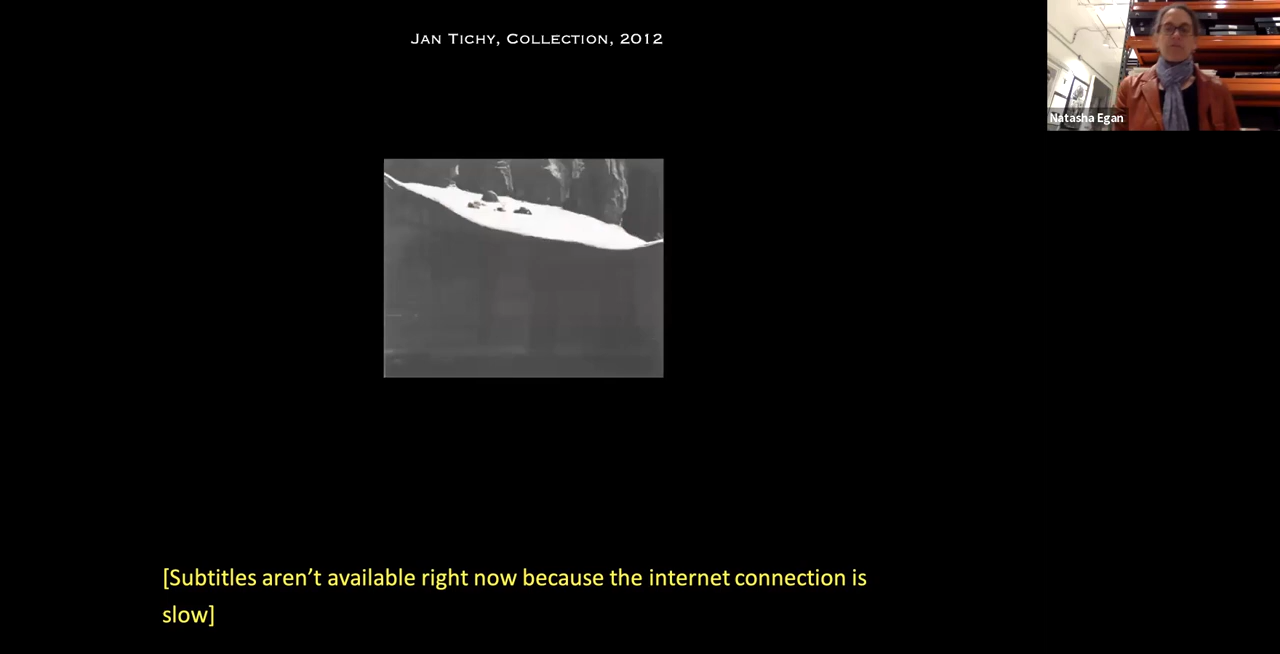 Jan Tichy, Collection, 2012
Natasha Egan
[Subtitles aren’t available right now because the internet connection is
slow]